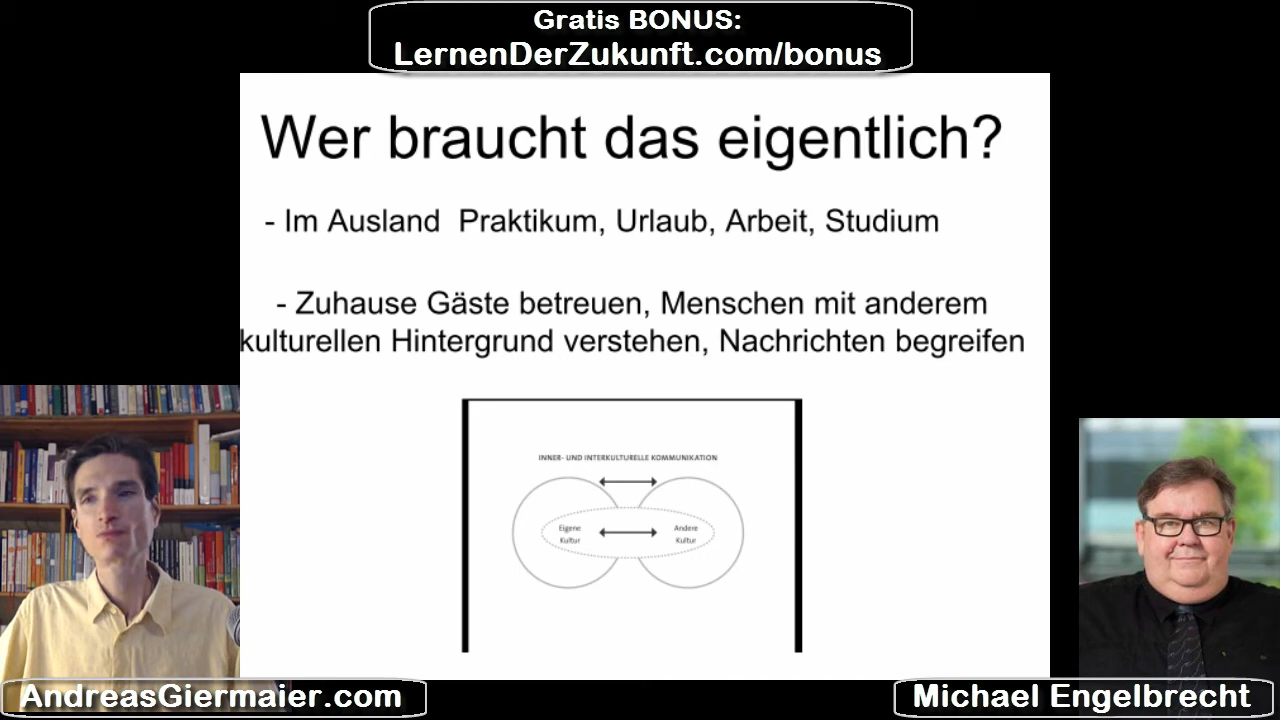 Gratis BONUS:
LernenDerZukunft.com/bonus
Wer braucht das eigentlich?
- Im Ausland  Praktikum, Urlaub, Arbeit, Studium
- Zuhause Gäste betreuen, Menschen mit anderem
kulturellen Hintergrund verstehen, Nachrichten begreifen
INNER- UND INTERKULTURELLE KOMMUNIKATION
Eigene
Kultur
Andere
Kultur
AndreasGiermaier.com
Michael Engelbrecht